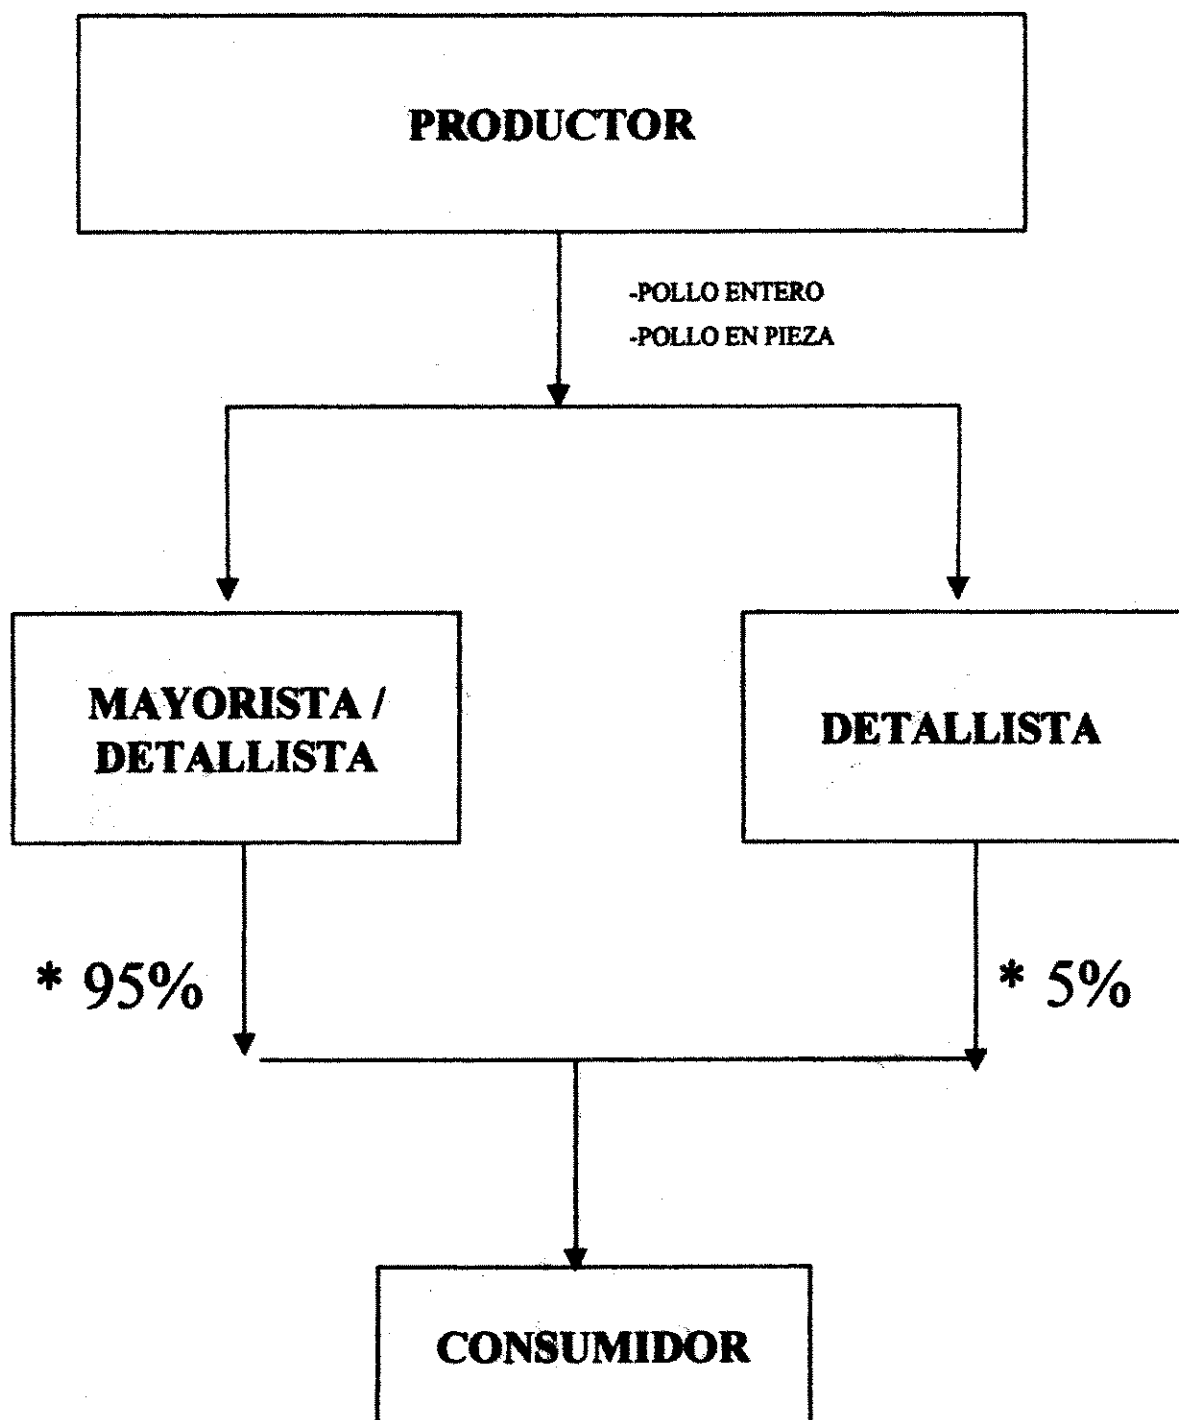 PRODUCTOR
-POLLO ENTERO
-POLLO EN PIEZA
MAYORISTA /
DETALLISTA
DETALLISTA
* 95%
* 5%
CONSUMIDOR